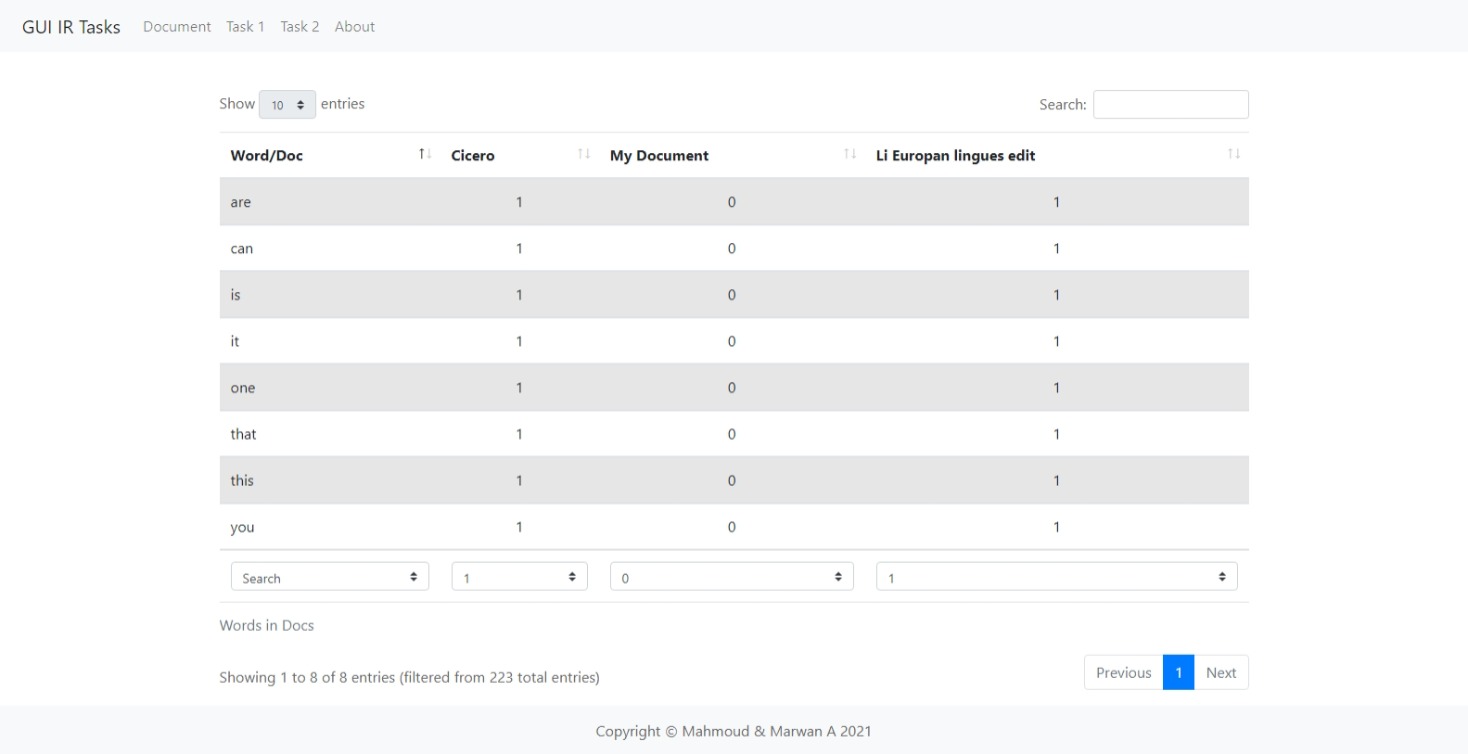 GUI IR Tasks Document Task 1 Task 2 About
Show 10 entries Search:
Word/Doc Cicero My Document Li Europan lingues edit
are 1 0 1
can 1 0 1
is 1 0 1
it 1 0 1
one 1 0 1
that 1 0 1
this 1 0 1
you 1 0 1
Search 1 0 1
Words in Docs
Showing 1 to 8 of 8 entries (filtered from 223 total entries) Previous 1 Next
Copyright © Mahmoud & Marwan A 2021